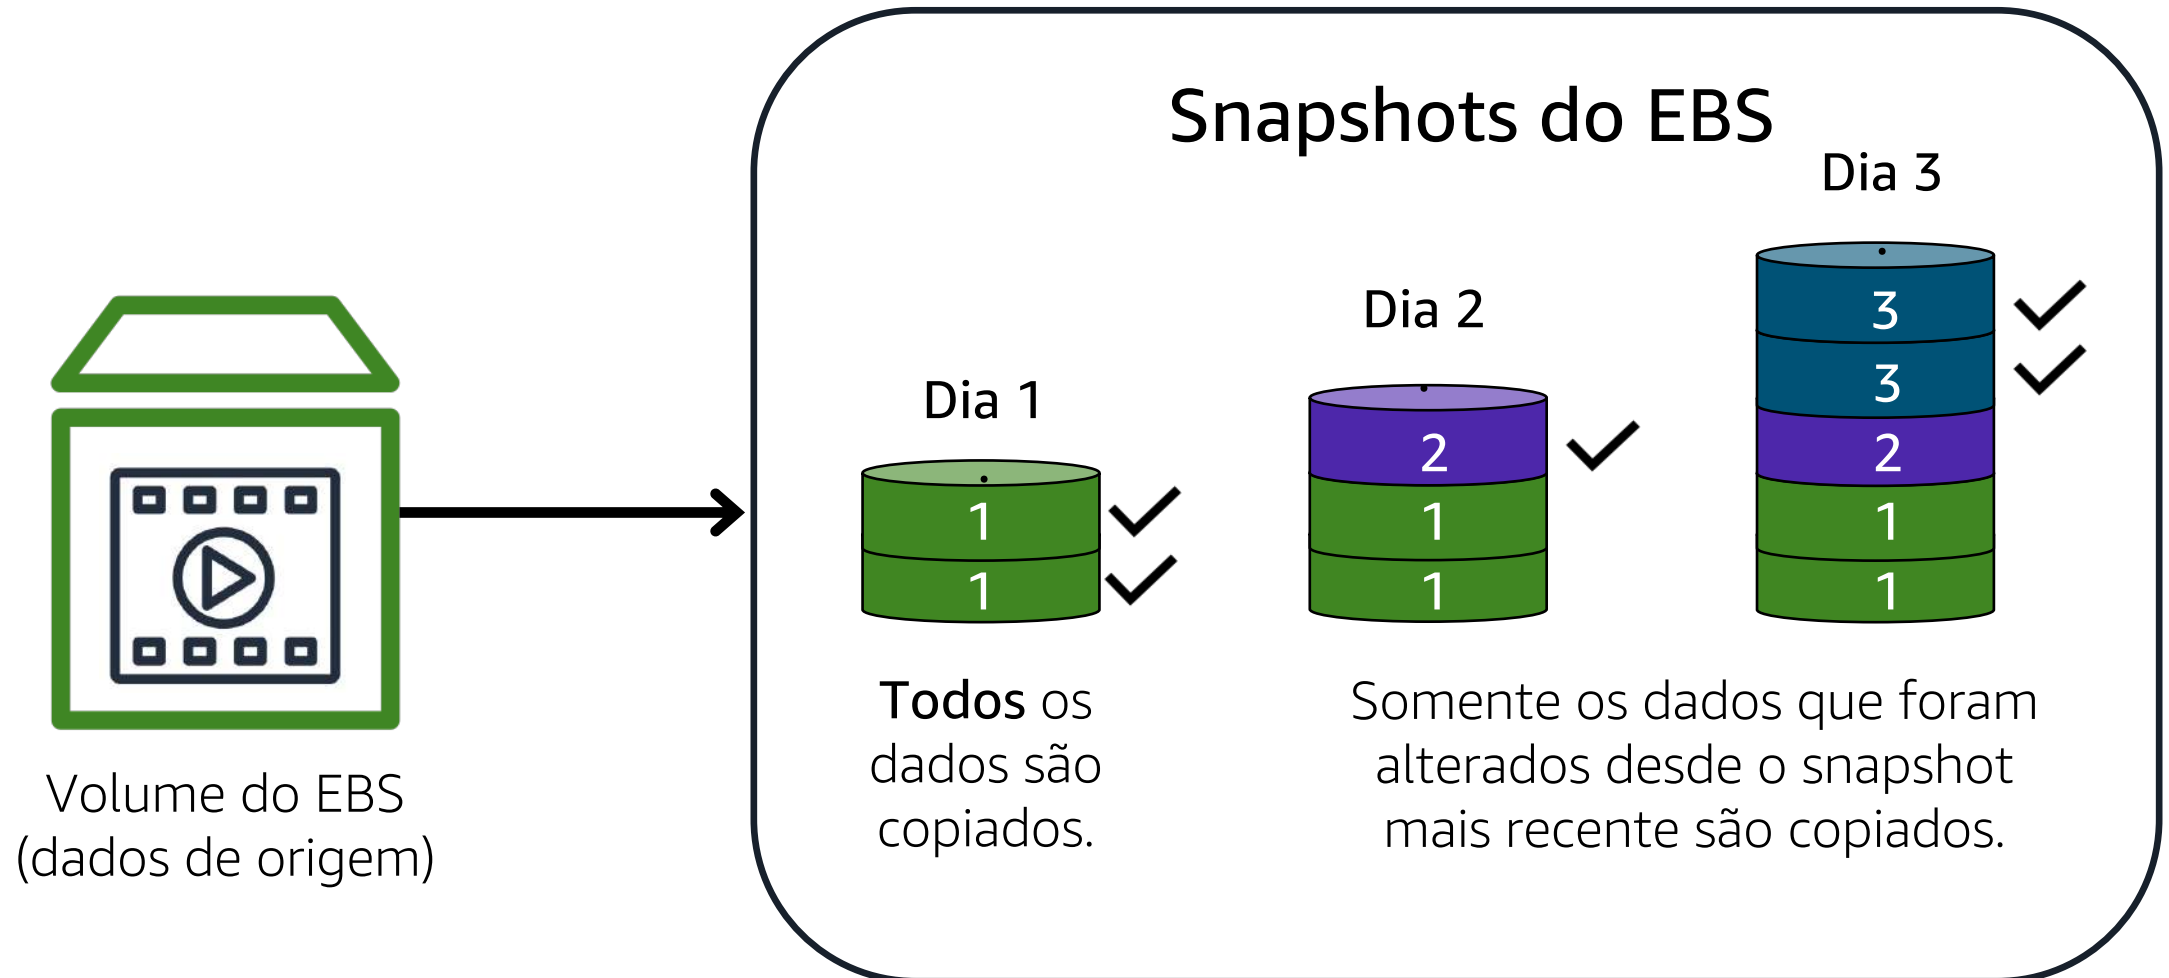 Snapshots do EBS
Dia 1
Dia 2
Dia 3
1
1
2
1
1
3
3
2
1
1
Todos os
dados são
copiados.
Somente os dados que foram
alterados desde o snapshot
mais recente são copiados.
Volume do EBS
(dados de origem)